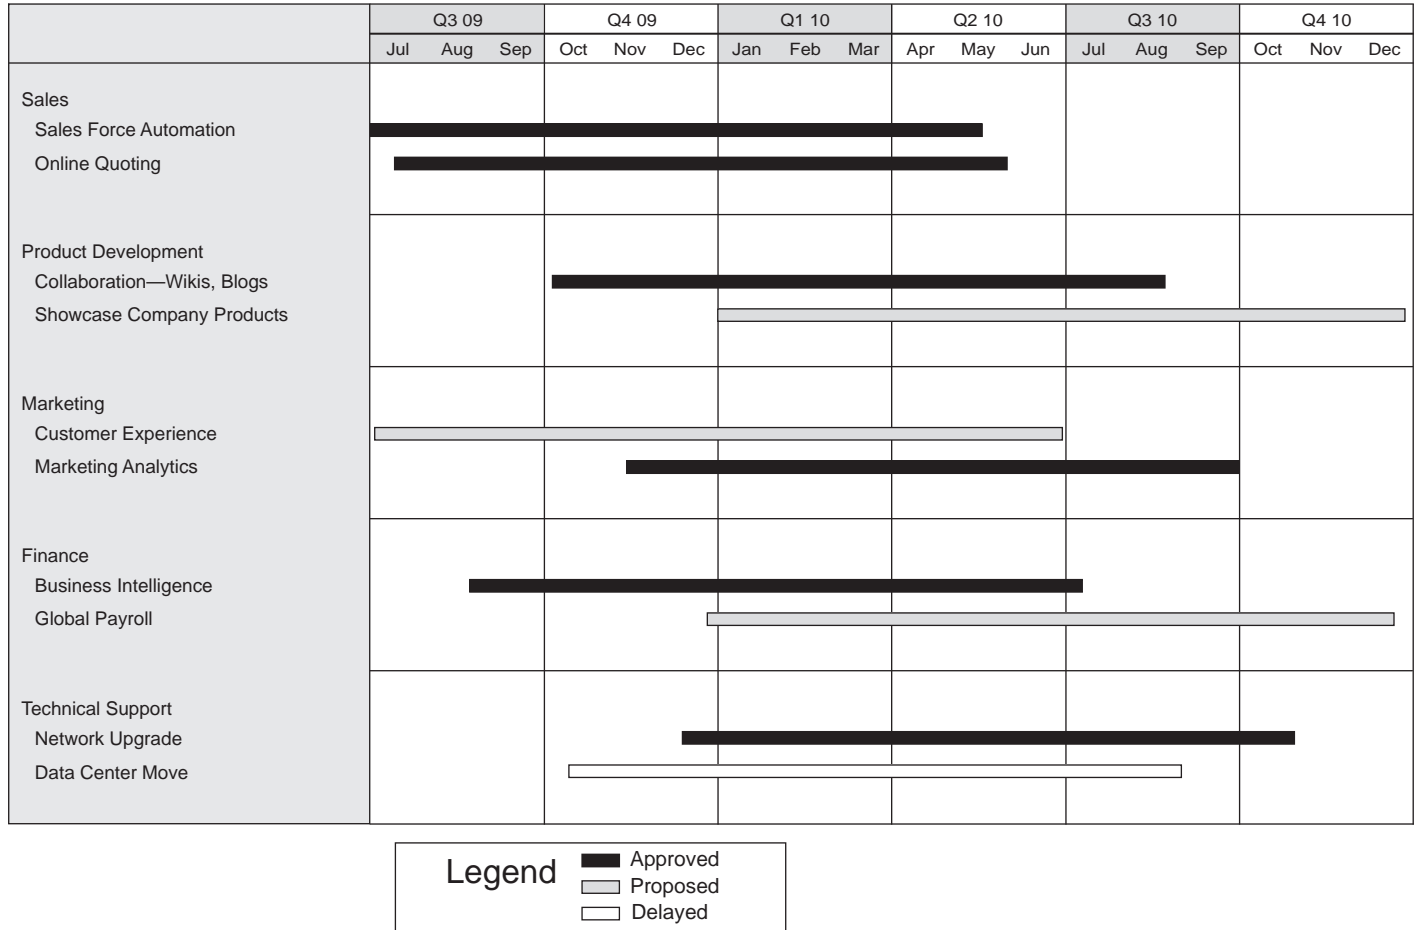 Q3 09 Q4 09 Q1 10 Q2 10 Q3 10 Q4 10
Jul Aug Sep Oct Nov Dec Jan Feb Mar Apr May Jun Jul Aug Sep Oct Nov Dec
Sales
Sales Force Automation
Online Quoting
Product Development
Collaboration—Wikis, Blogs
Showcase Company Products
Marketing
Customer Experience
Marketing Analytics
Finance
Business Intelligence
Global Payroll
Technical Support
Network Upgrade
Data Center Move
Legend
Approved
Proposed
Delayed